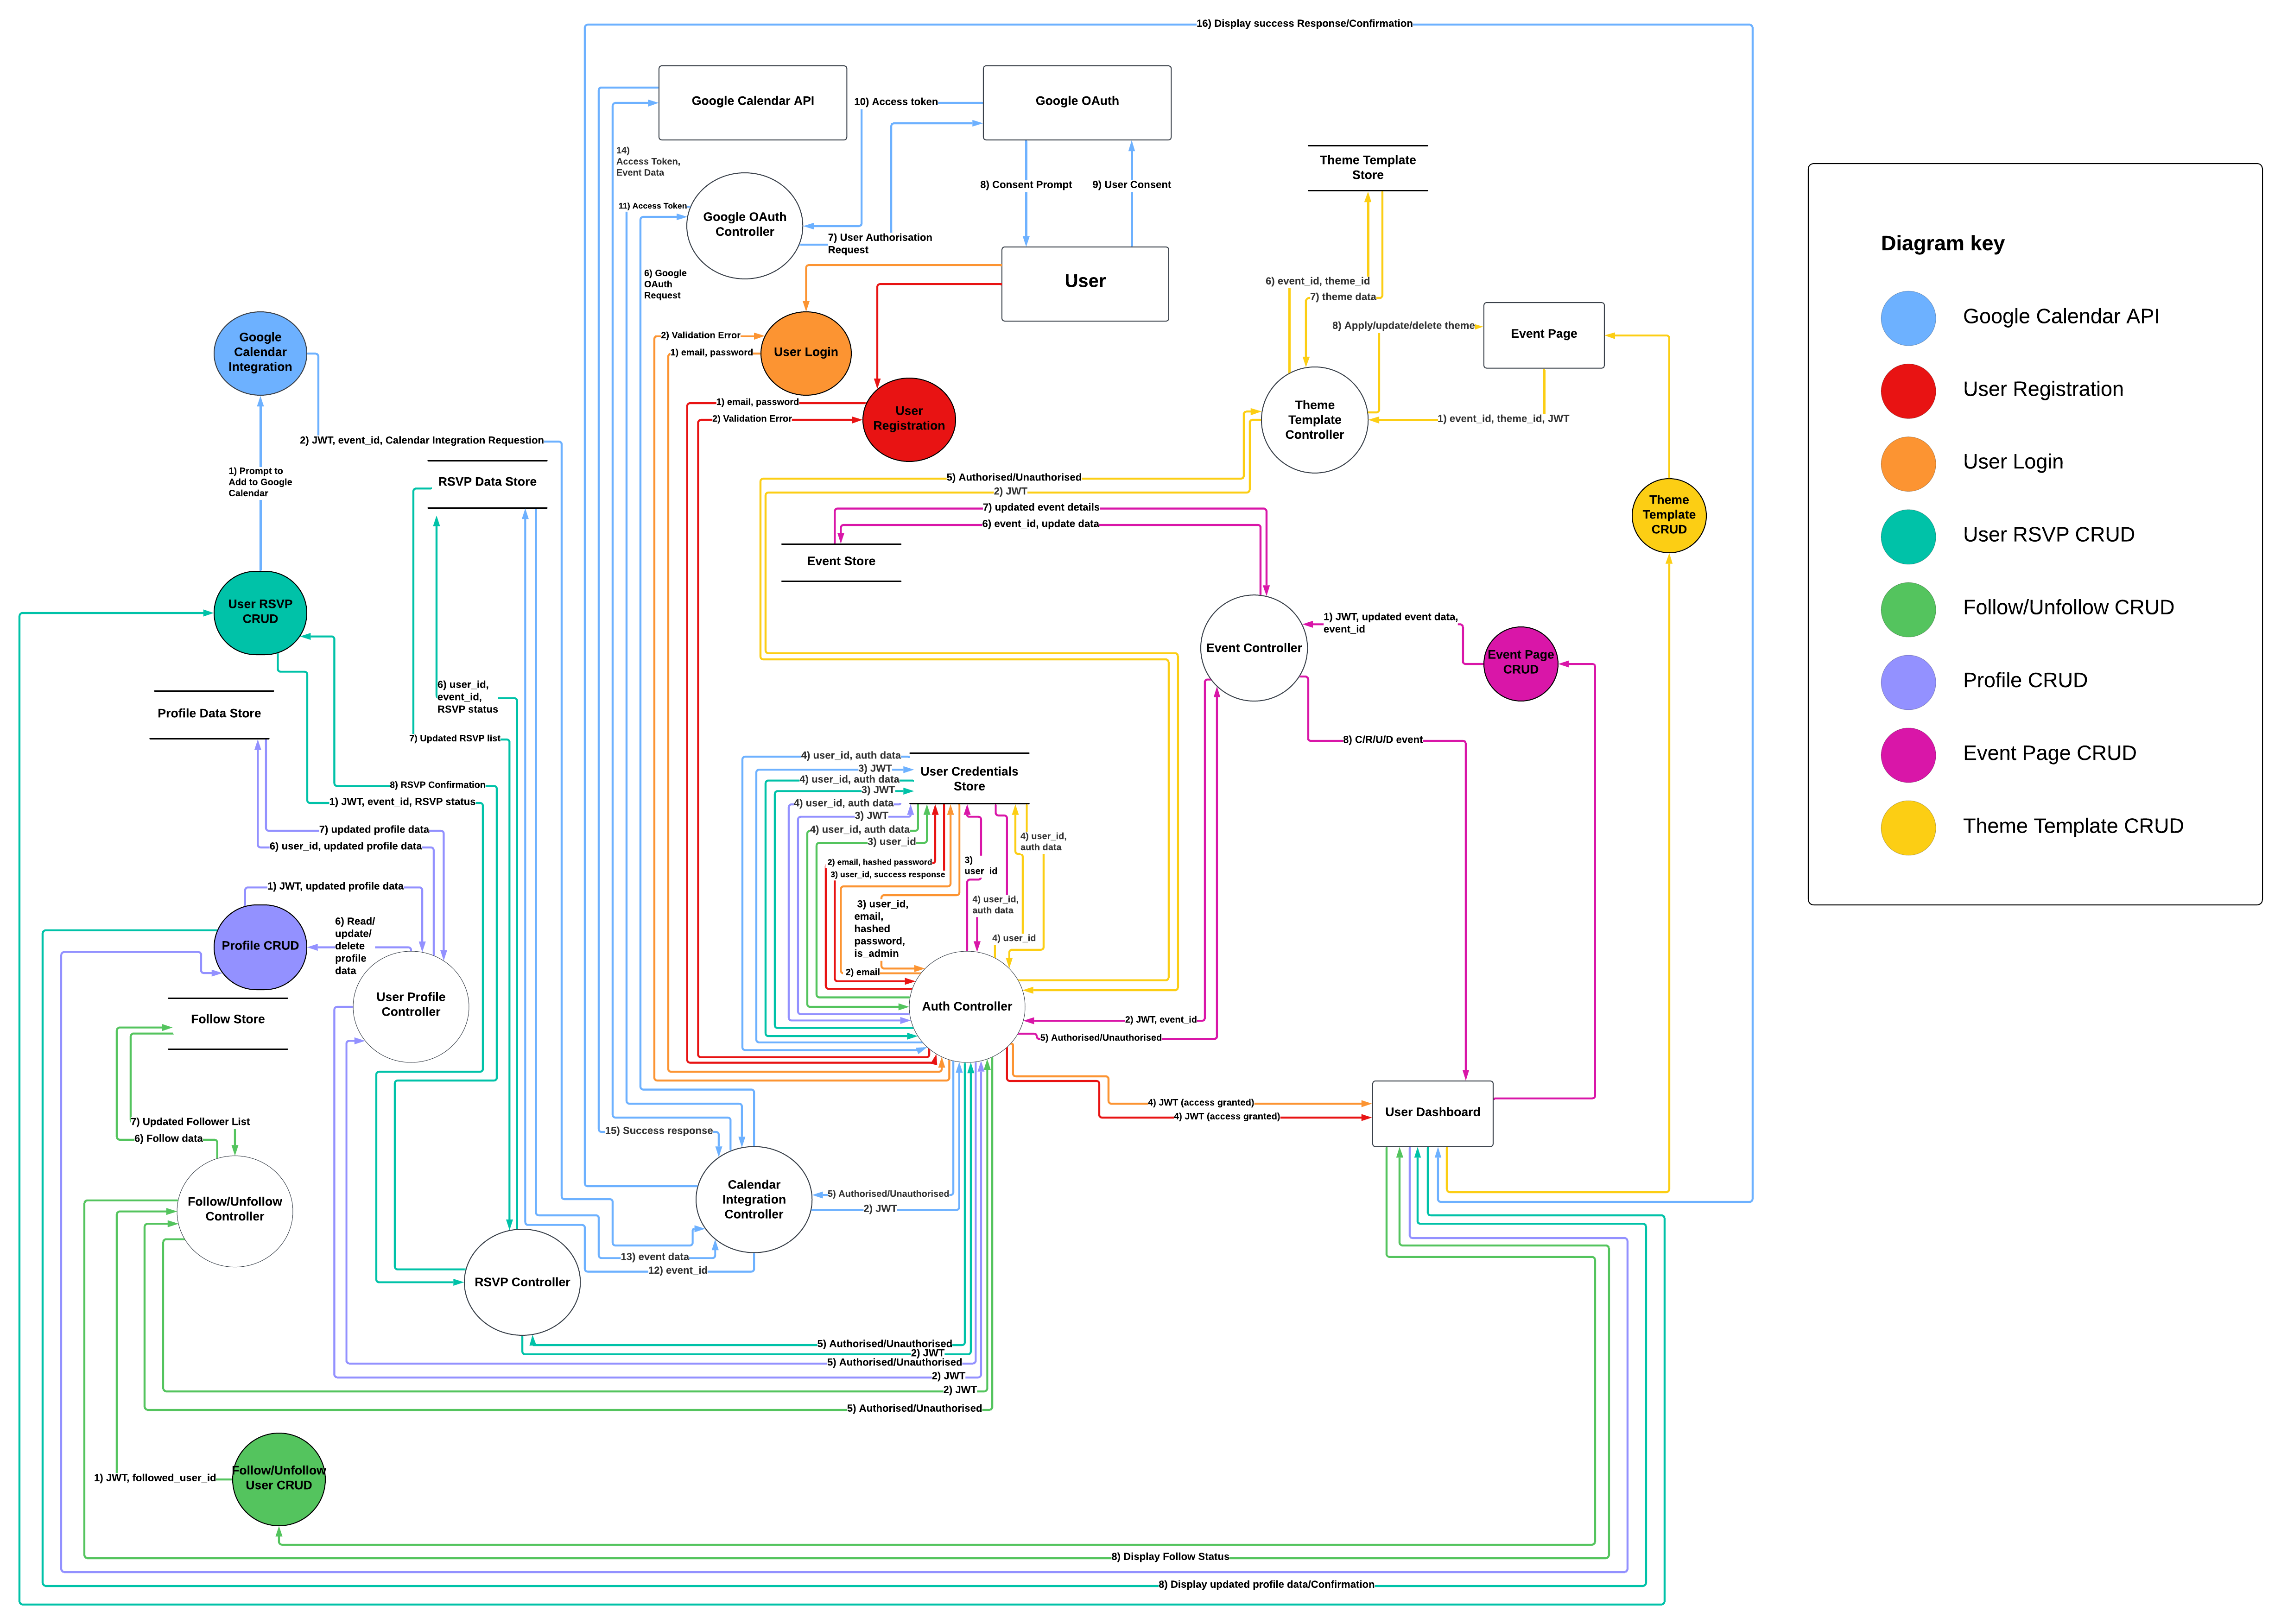 16) Display success Response/Confirmation
Google Calendar API
10) Access token
Google OAuth
14)
Access Token,
Event Data
8) Consent Prompt
9) User Consent
Theme Template
Store
11) Access Token
Google OAuth
Controller
7) User Authorisation
Request
6) Google
OAuth
Request
User
6) event_id, theme_id
7) theme data
8) Apply/update/delete theme
Event Page
Diagram key
Google Calendar API
User Registration
User Login
User RSVP CRUD
Follow/Unfollow CRUD
Profile CRUD
Event Page CRUD
Theme Template CRUD
Google
Calendar
Integration
2) Validation Error
1) email, password
User Login
1) email, password
2) Validation Error
User
Registration
Theme
Template
Controller
1) event_id, theme_id, JWT
2) JWT, event_id, Calendar Integration Requestion
1) Prompt to
Add to Google
Calendar
RSVP Data Store
5) Authorised/Unauthorised
2) JWT
7) updated event details
6) event_id, update data
Theme
Template
CRUD
Event Store
User RSVP
CRUD
Event Controller
1) JWT, updated event data,
event_id
Event Page
CRUD
6) user_id,
event_id,
RSVP status
Profile Data Store
7) Updated RSVP list
8) C/R/U/D event
4) user_id, auth data
3) JWT
4) user_id, auth data
3) JWT
4) user_id, auth data
3) JWT
4) user_id, auth data
3) user_id
User Credentials
Store
8) RSVP Confirmation
1) JWT, event_id, RSVP status
7) updated profile data
6) user_id, updated profile data
4) user_id,
auth data
2) email, hashed password
3) user_id, success response
3)
user_id
1) JWT, updated profile data
4) user_id,
auth data
3) user_id,
email,
hashed
password,
is_admin
4) user_id
2) email
6) Read/
update/
delete
profile
data
Profile CRUD
User Profile
Controller
Auth Controller
Follow Store
2) JWT, event_id
5) Authorised/Unauthorised
4) JWT (access granted)
4) JWT (access granted)
User Dashboard
7) Updated Follower List
6) Follow data
15) Success response
Follow/Unfollow
Controller
Calendar
Integration
Controller
5) Authorised/Unauthorised
2) JWT
13) event data
12) event_id
RSVP Controller
5) Authorised/Unauthorised
2) JWT
5) Authorised/Unauthorised
2) JWT
2) JWT
5) Authorised/Unauthorised
1) JWT, followed_user_id
Follow/Unfollow
User CRUD
8) Display Follow Status
8) Display updated profile data/Confirmation